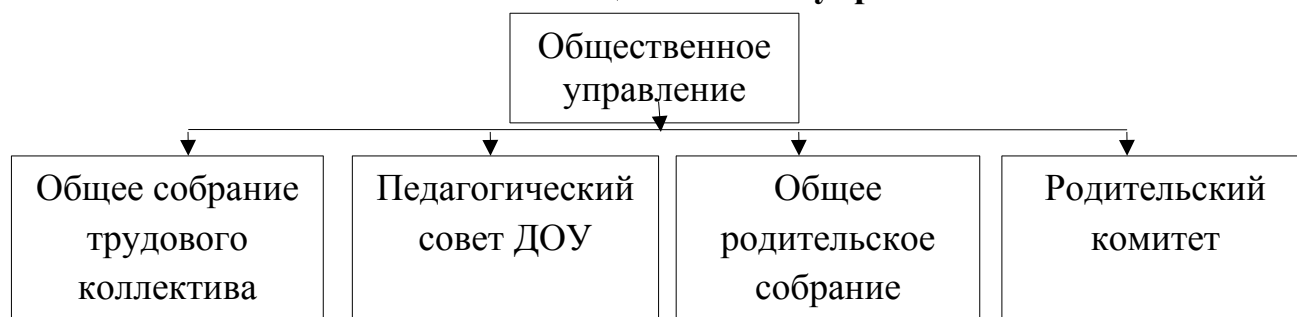 Общественное
управление
Общее собрание
трудового
коллектива
Педагогический
совет ДОУ
Общее
родительское
собрание
Родительский
комитет